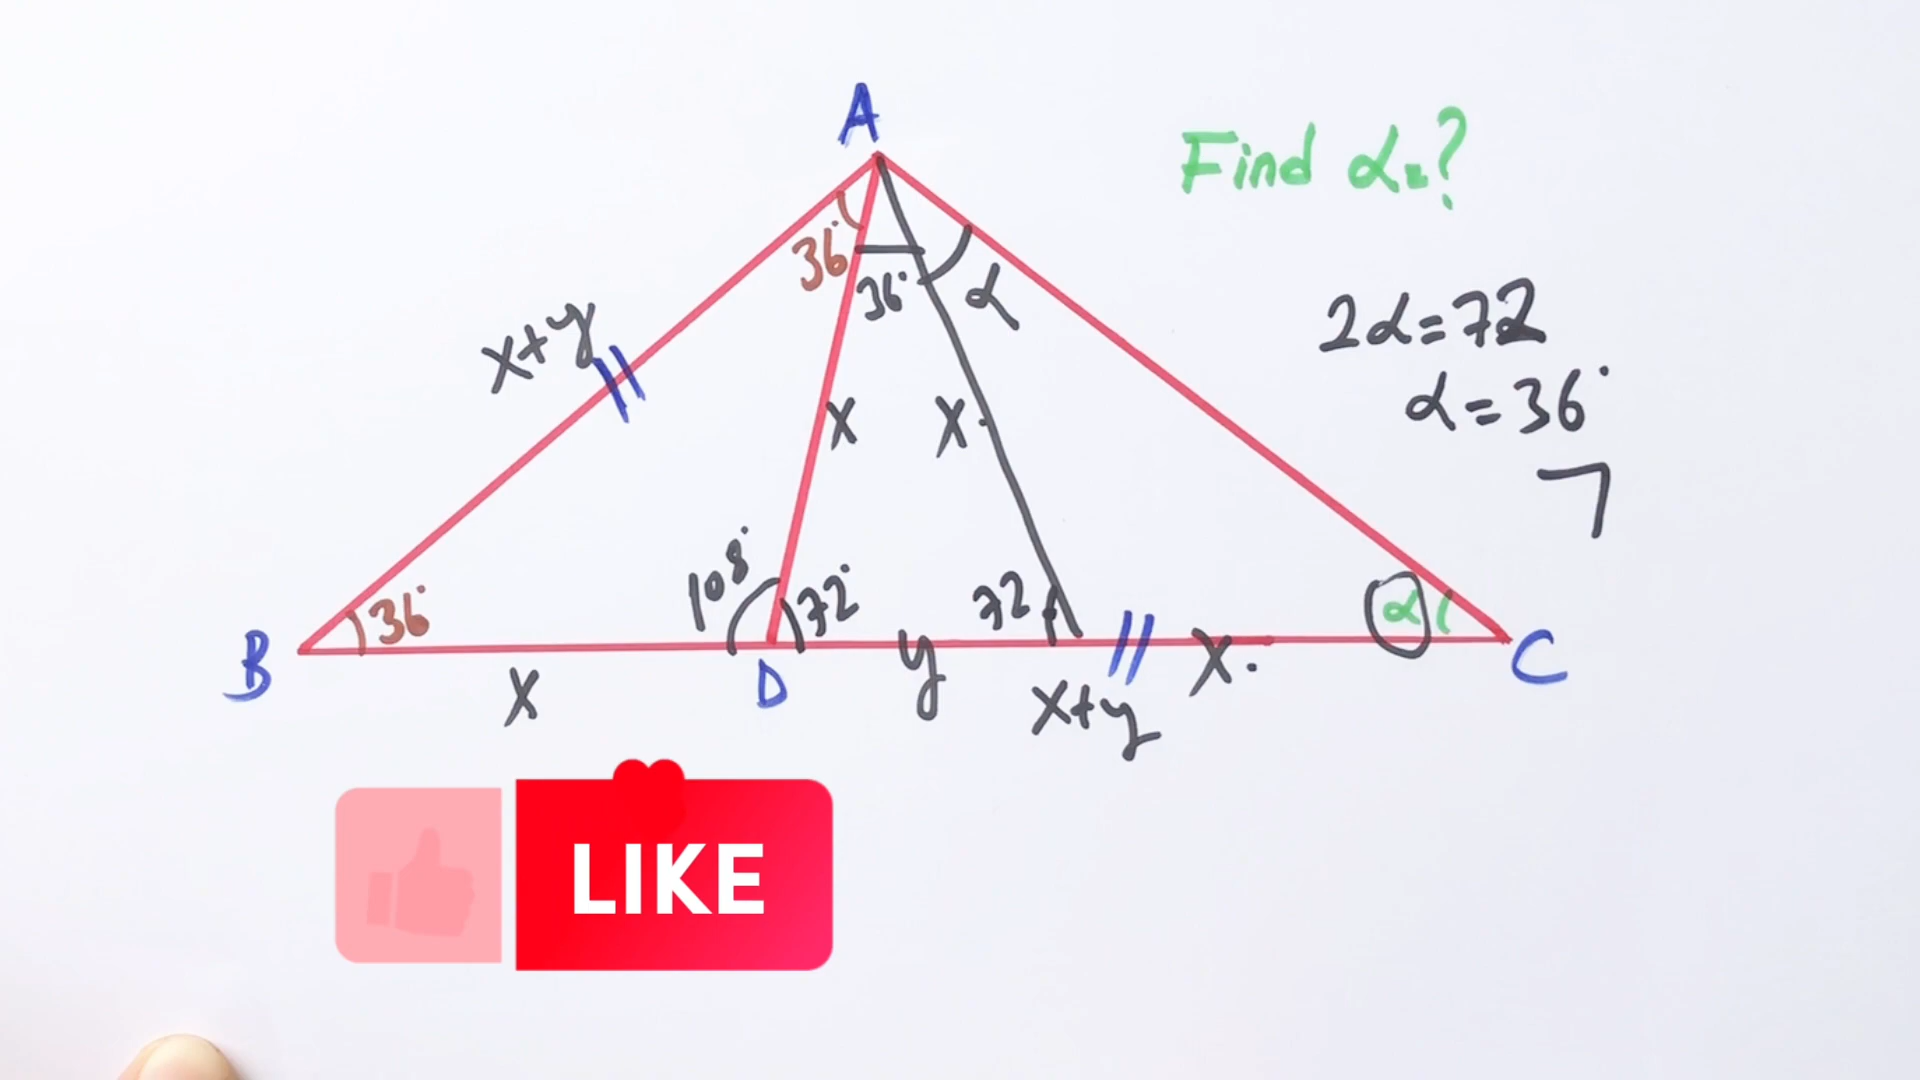 A
Find α=?
36°
36°
α
x+y
2α=72
α=36°
x
x
108°
72°
72
36°
α
B
x
D
y
x+y
x
C
LIKE